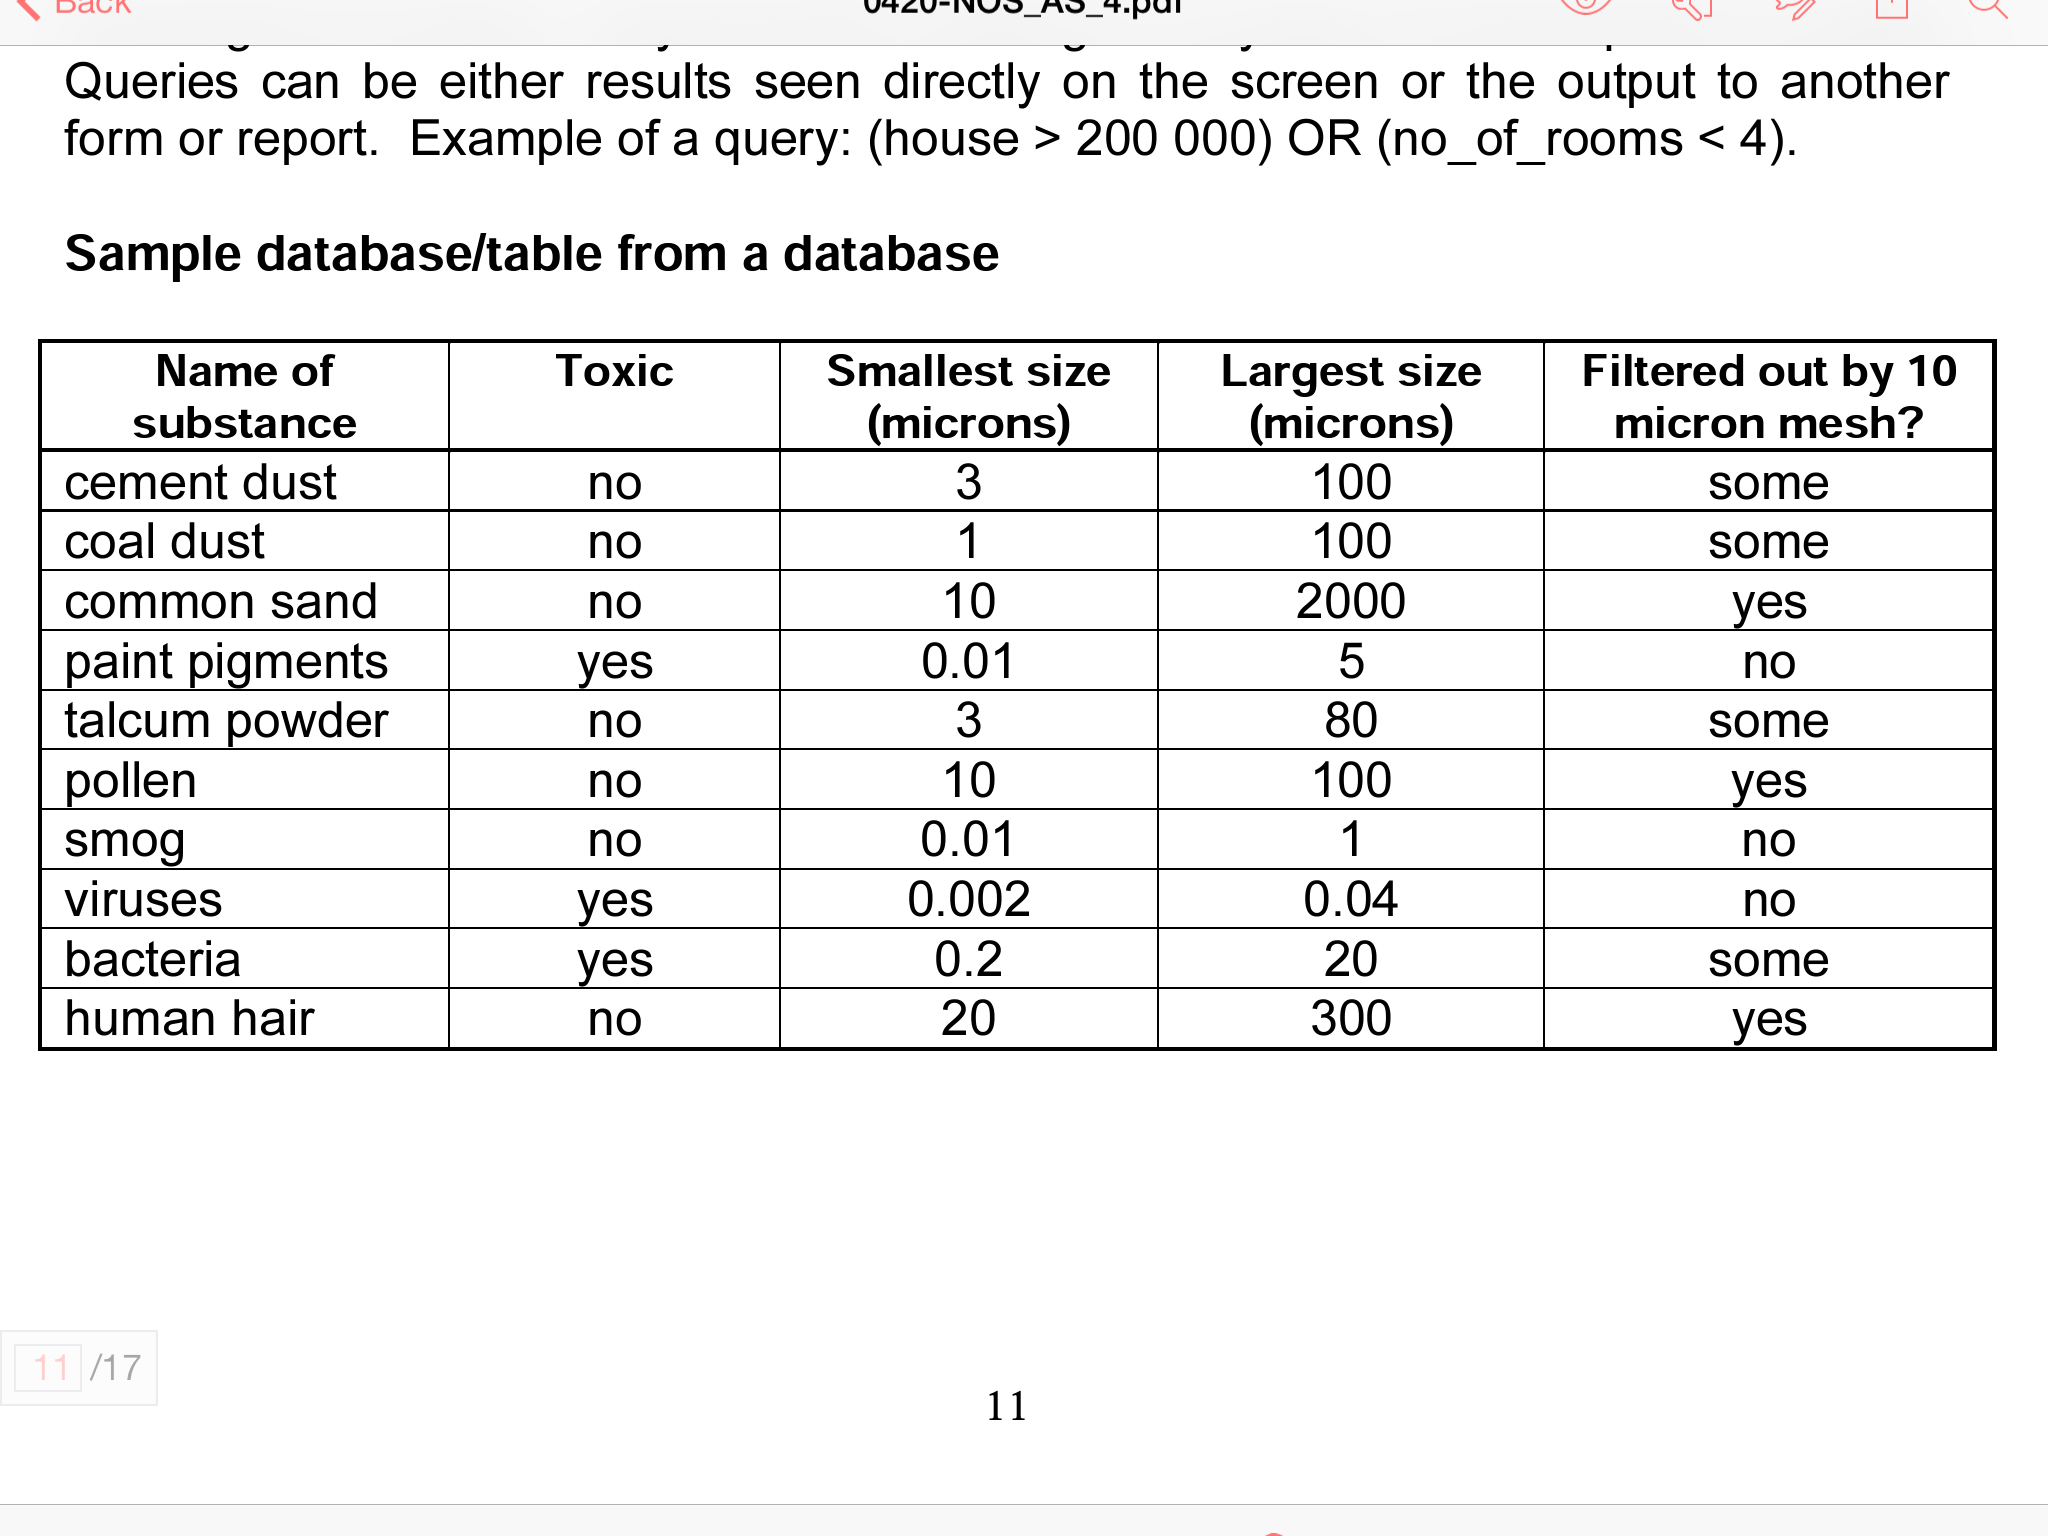 Back
0420-NOS_AS_4.pdf
Queries can be either results seen directly on the screen or the output to another
form or report. Example of a query: (house > 200 000) OR (no_of_rooms < 4).
Sample database/table from a database
Name of substance Toxic Smallest size (microns) Largest size (microns) Filtered out by 10 micron mesh?
cement dust no 3 100 some
coal dust no 1 100 some
common sand no 10 2000 yes
paint pigments yes 0.01 5 no
talcum powder no 3 80 some
pollen no 10 100 yes
smog no 0.01 1 no
viruses yes 0.002 0.04 no
bacteria yes 0.2 20 some
human hair no 20 300 yes
11 /17
11